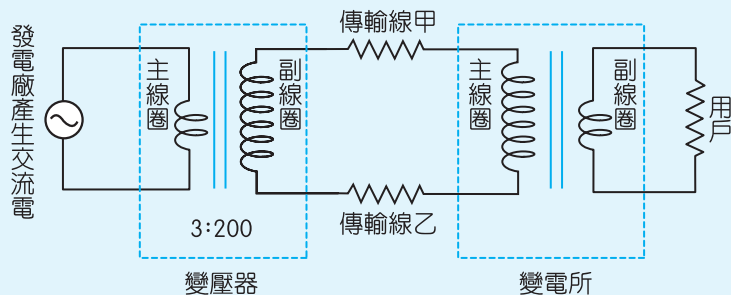 發電廠產生交流電
主線圈
副線圈
3:200
變壓器
傳輸線甲
傳輸線乙
主線圈
副線圈
變電所
用戶